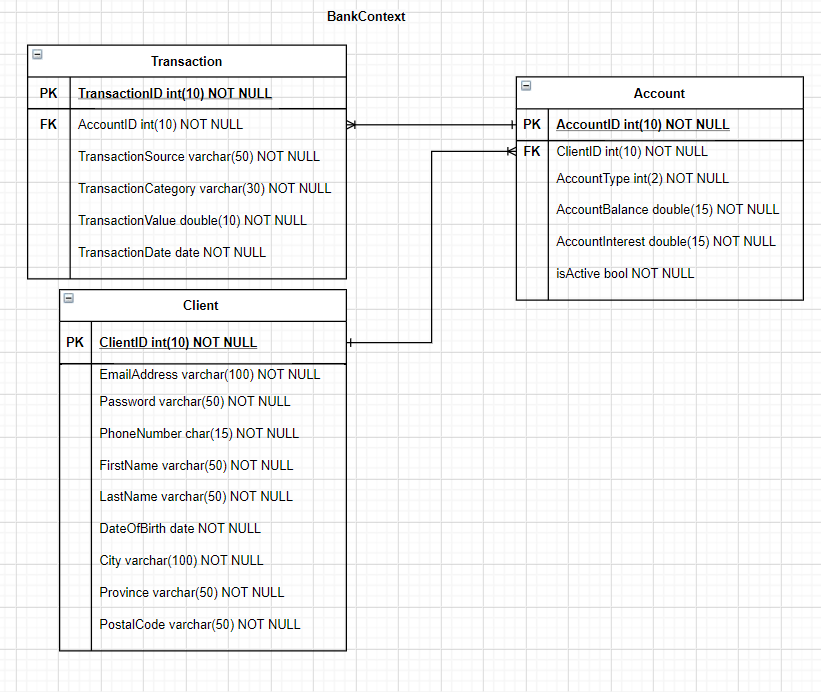 BankContext
Transaction
PK TransactionID int(10) NOT NULL
FK AccountID int(10) NOT NULL
TransactionSource varchar(50) NOT NULL
TransactionCategory varchar(30) NOT NULL
TransactionValue double(10) NOT NULL
TransactionDate date NOT NULL
Account
PK AccountID int(10) NOT NULL
FK ClientID int(10) NOT NULL
AccountType int(2) NOT NULL
AccountBalance double(15) NOT NULL
AccountInterest double(15) NOT NULL
isActive bool NOT NULL
Client
PK ClientID int(10) NOT NULL
EmailAddress varchar(100) NOT NULL
Password varchar(50) NOT NULL
PhoneNumber char(15) NOT NULL
FirstName varchar(50) NOT NULL
LastName varchar(50) NOT NULL
DateOfBirth date NOT NULL
City varchar(100) NOT NULL
Province varchar(50) NOT NULL
PostalCode varchar(50) NOT NULL